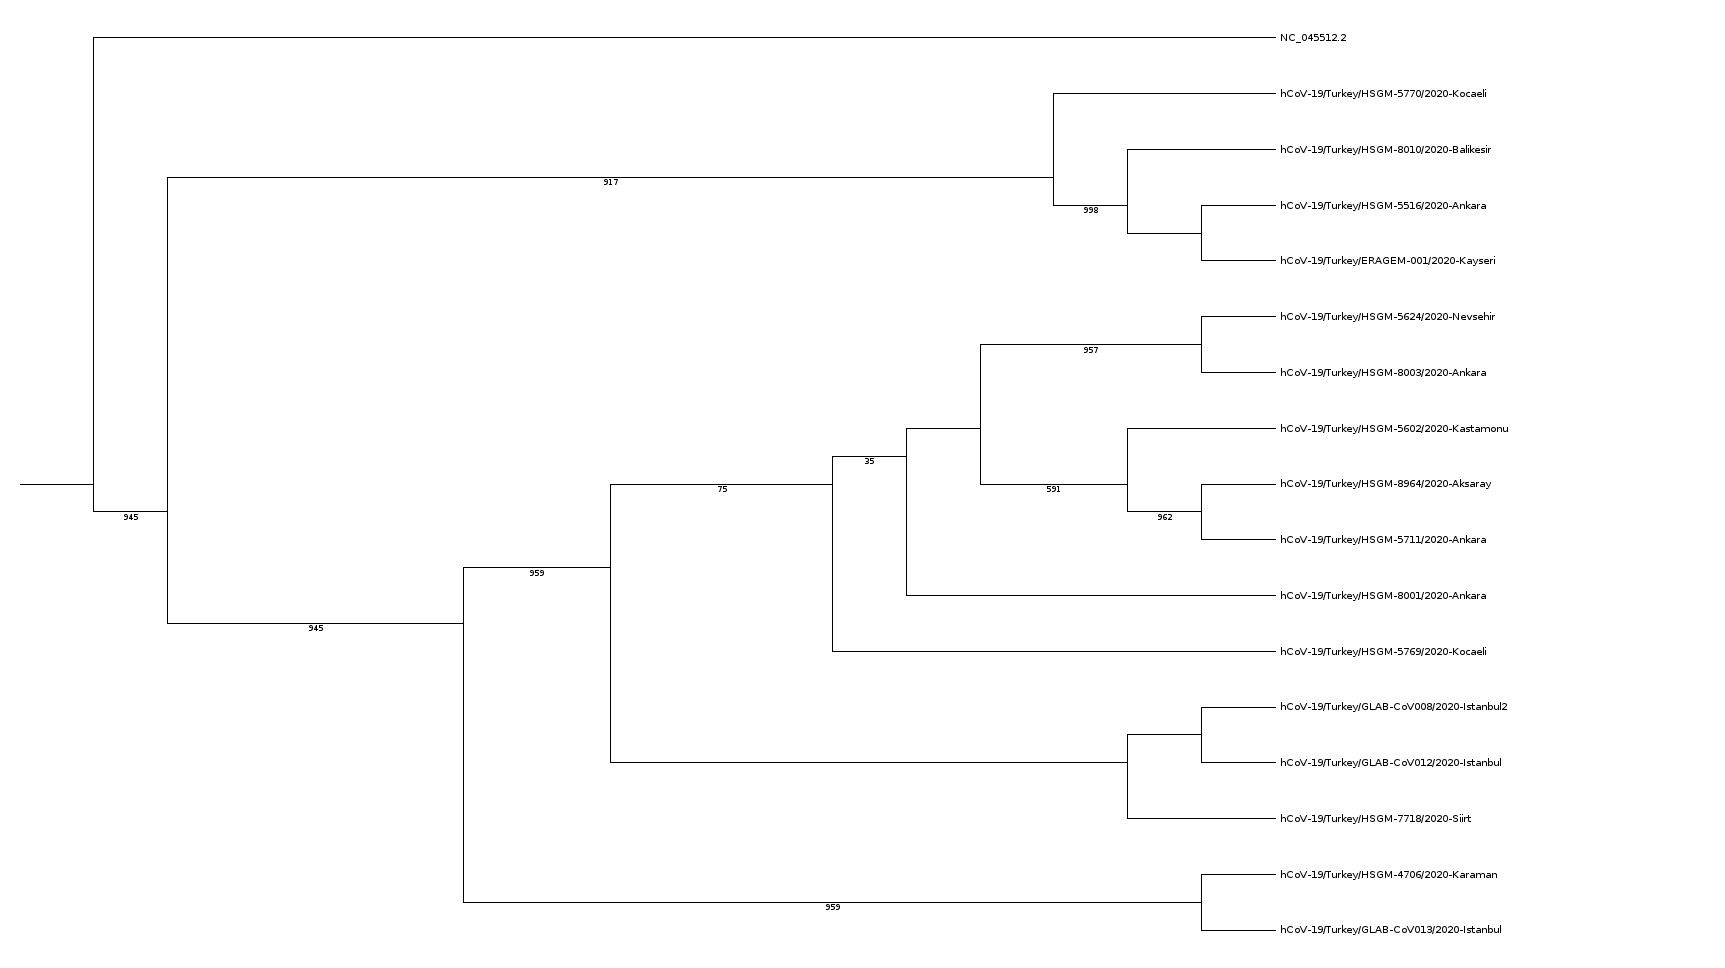 NC_045512.2
hCoV-19/Turkey/HSGM-5770/2020-Kocaeli
hCoV-19/Turkey/HSGM-8010/2020-Balikesir
917
hCoV-19/Turkey/HSGM-5516/2020-Ankara
998
hCoV-19/Turkey/ERAGEM-001/2020-Kayseri
hCoV-19/Turkey/HSGM-5624/2020-Nevsehir
957
hCoV-19/Turkey/HSGM-8003/2020-Ankara
hCoV-19/Turkey/HSGM-5602/2020-Kastamonu
35
hCoV-19/Turkey/HSGM-8964/2020-Aksaray
75
591
945
962
hCoV-19/Turkey/HSGM-5711/2020-Ankara
959
hCoV-19/Turkey/HSGM-8001/2020-Ankara
945
hCoV-19/Turkey/HSGM-5769/2020-Kocaeli
hCoV-19/Turkey/GLAB-CoV008/2020-Istanbul2
hCoV-19/Turkey/GLAB-CoV012/2020-Istanbul
hCoV-19/Turkey/HSGM-7718/2020-Siirt
hCoV-19/Turkey/HSGM-4706/2020-Karaman
959
hCoV-19/Turkey/GLAB-CoV013/2020-Istanbul